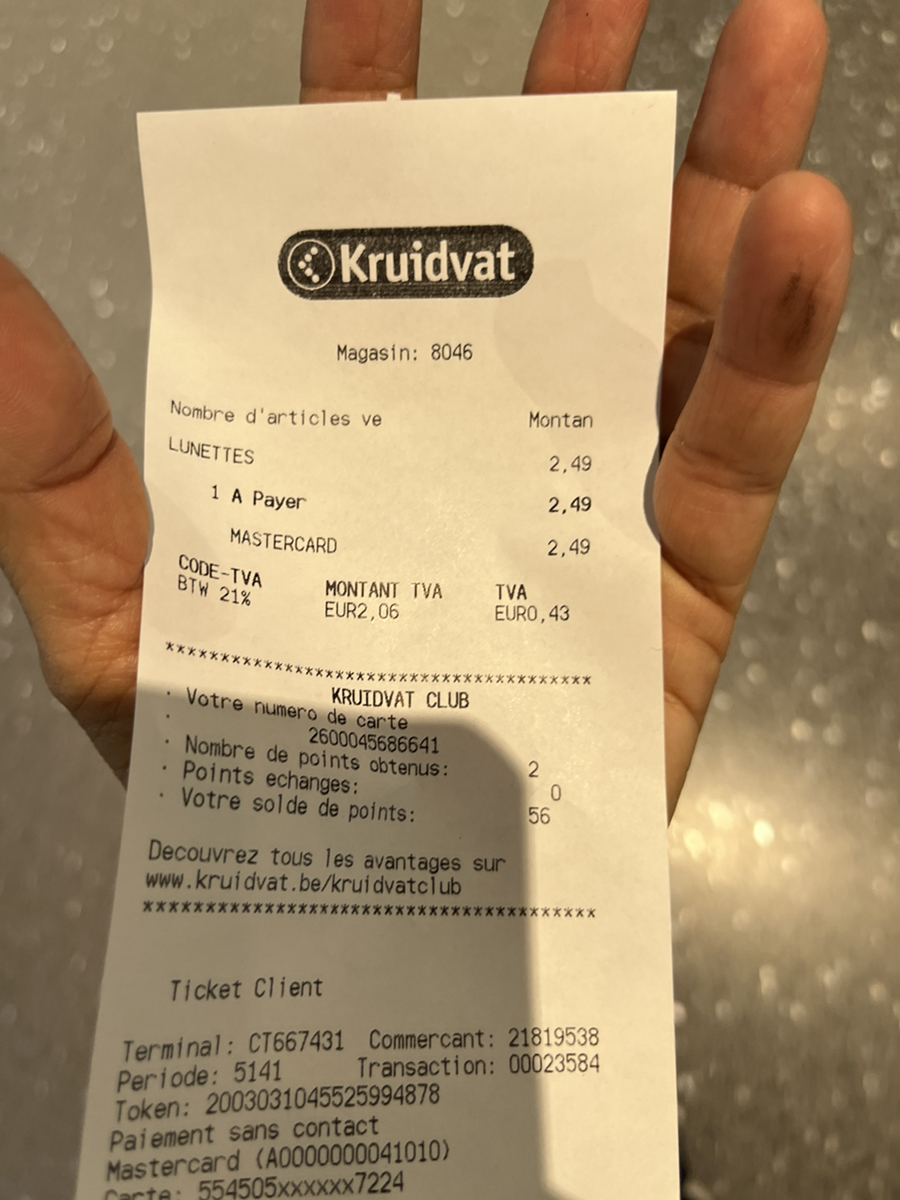 Kruidvat
Magasin: 8046
Nombre d'articles ve Montan
LUNETTES 2,49
1 A Payer 2,49
MASTERCARD 2,49
CODE-TVA MONTANT TVA TVA
BTW 21% EUR2,06 EUR0,43
***************************************
KRUIDVAT CLUB
· Votre numero de carte
· 2600045686641
· Nombre de points obtenus: 2
· Points echanges: 0
· Votre solde de points: 56
Decouvrez tous les avantages sur
www.kruidvat.be/kruidvatclub
***************************************
Ticket Client
Terminal: CT667431 Commercant: 21819538
Periode: 5141 Transaction: 00023584
Token: 2003031045525994878
Paiement sans contact
Mastercard (A0000000041010)
Carte: 554505xxxxxx7224